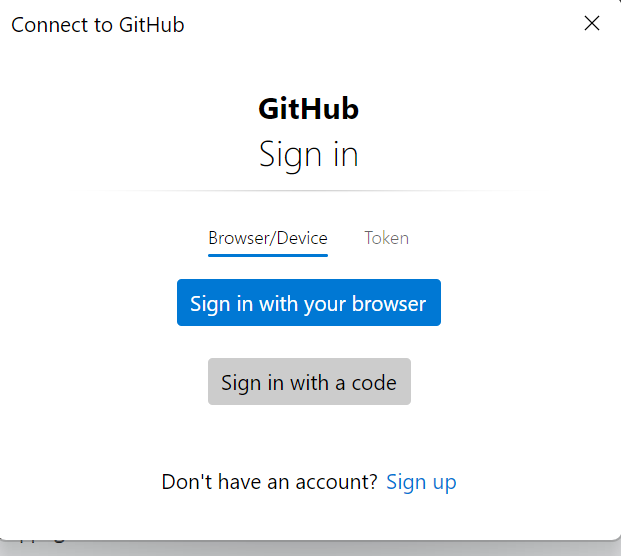 Connect to GitHub
GitHub
Sign in
Browser/Device
Token
Sign in with your browser
Sign in with a code
Don't have an account? Sign up